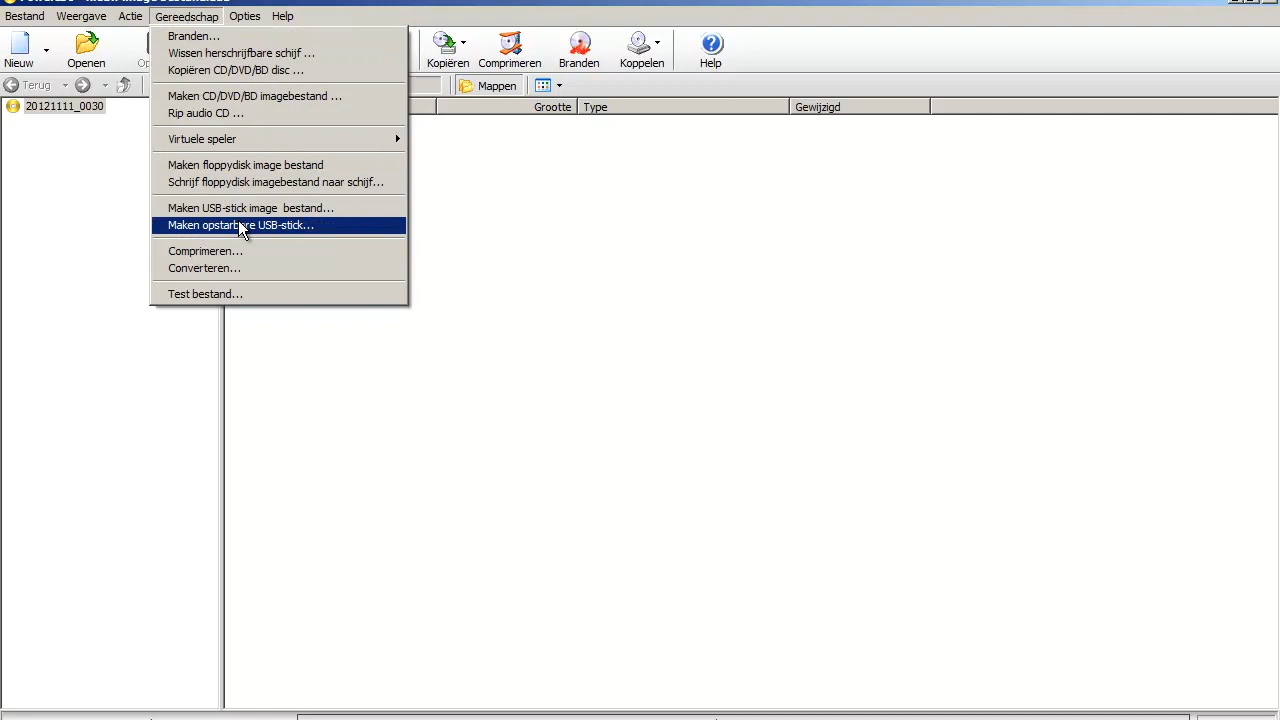 Bestand Weergave Actie Gereedschap Opties Help
Nieuw Openen Kopiëren Comprimeren Branden Koppelen Help
Terug Mappen
20121111_0030 Grootte Type Gewijzigd
Branden...
Wissen herschrijfbare schijf ...
Kopiëren CD/DVD/BD disc ...
Maken CD/DVD/BD imagebestand ...
Rip audio CD ...
Virtuele speler
Maken floppydisk image bestand
Schrijf floppydisk imagebestand naar schijf...
Maken USB-stick image bestand...
Maken opstarbare USB-stick...
Comprimeren...
Converteren...
Test bestand...